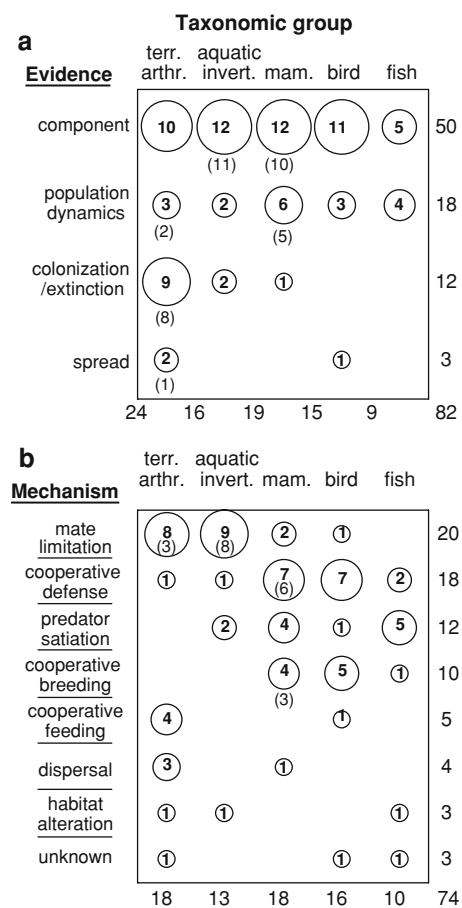 Taxonomic group
a
terr. aquatic
Evidence arthr. invert. mam. bird fish
component 10 12 12 11 5 50
(11) (10)
population
dynamics 3 2 6 3 4 18
(2) (5)
colonization
/extinction 9 2 1 12
(8)
spread 2 1 3
(1)
24 16 19 15 9 82
b
terr. aquatic
Mechanism arthr. invert. mam. bird fish
mate
limitation 8 9 2 1 20
(3) (8)
cooperative
defense 1 1 7 7 2 18
(6)
predator
satiation 2 4 1 5 12
cooperative
breeding 4 5 1 10
(3)
cooperative
feeding 4 1 5
dispersal 3 1 4
habitat
alteration 1 1 1 3
unknown 1 1 1 3
18 13 18 16 10 74